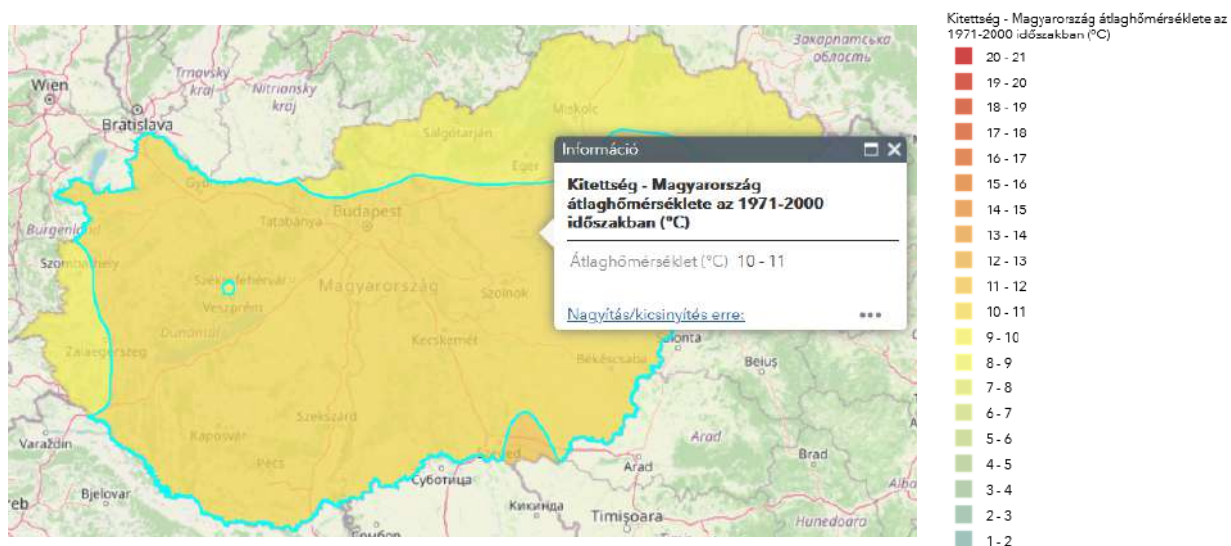 Kitettség - Magyarország átlaghőmérséklete az
1971-2000 időszakban (°C)
20 - 21
19 - 20
18 - 19
17 - 18
16 - 17
15 - 16
14 - 15
13 - 14
12 - 13
11 - 12
10 - 11
9 - 10
8 - 9
7 - 8
6 - 7
5 - 6
4 - 5
3 - 4
2 - 3
1 - 2
Закарпатська
область
Wien
Trnavský
kraj
Nitriansky
kraj
Bratislava
Miskolc
Salgótarján
Eger
Információ
Kitettség - Magyarország
átlaghőmérséklete az 1971-2000
időszakban (°C)
Átlaghőmérséklet (°C) 10 - 11
Nagyítás/kicsinyítés erre:
Budapest
Tatabánya
Szombathely
Székesfehérvár
Magyarország
Szolnok
Veszprém
Zalaegerszeg
Kecskemét
Békéscsaba
Beiuș
Szekszárd
Kaposvár
Pécs
Szeged
Arad
Arad
Brad
Varaždin
Суботица
Bjelovar
Кикинда
Timișoara
Hunedoara